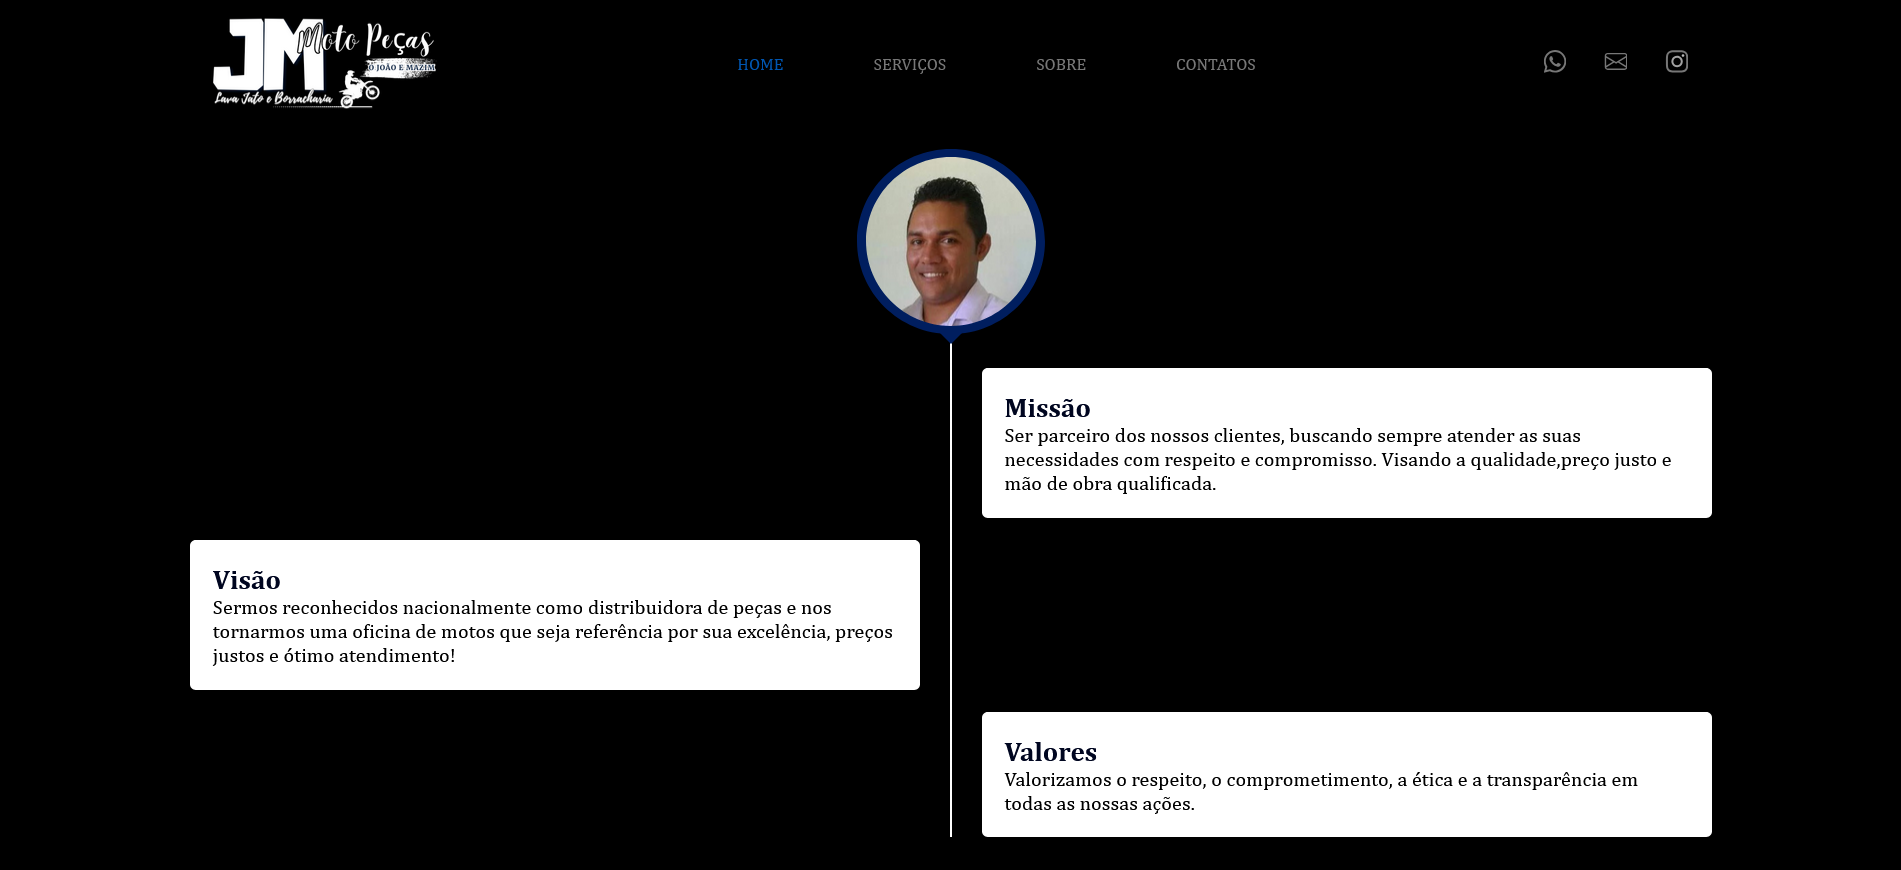 JM Moto Peças
O JOÃO E MAZIM
Lava Jato e Borracharia
HOME
SERVIÇOS
SOBRE
CONTATOS
Missão
Ser parceiro dos nossos clientes, buscando sempre atender as suas
necessidades com respeito e compromisso. Visando a qualidade,preço justo e
mão de obra qualificada.
Visão
Sermos reconhecidos nacionalmente como distribuidora de peças e nos
tornarmos uma oficina de motos que seja referência por sua excelência, preços
justos e ótimo atendimento!
Valores
Valorizamos o respeito, o comprometimento, a ética e a transparência em
todas as nossas ações.